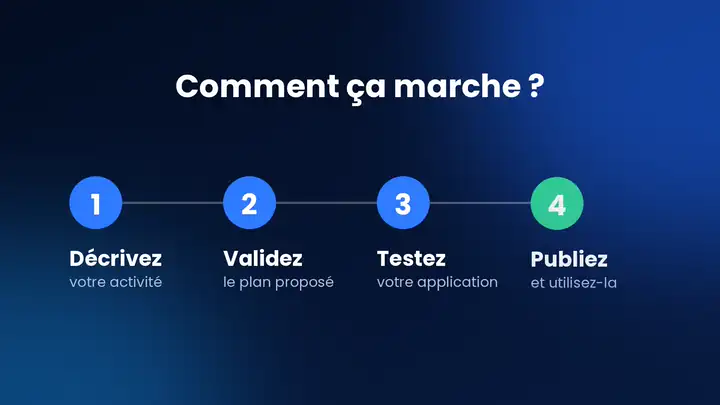 Comment ça marche ?
1
2
3
4
Décrivez
votre activité
Validez
le plan proposé
Testez
votre application
Publiez
et utilisez-la